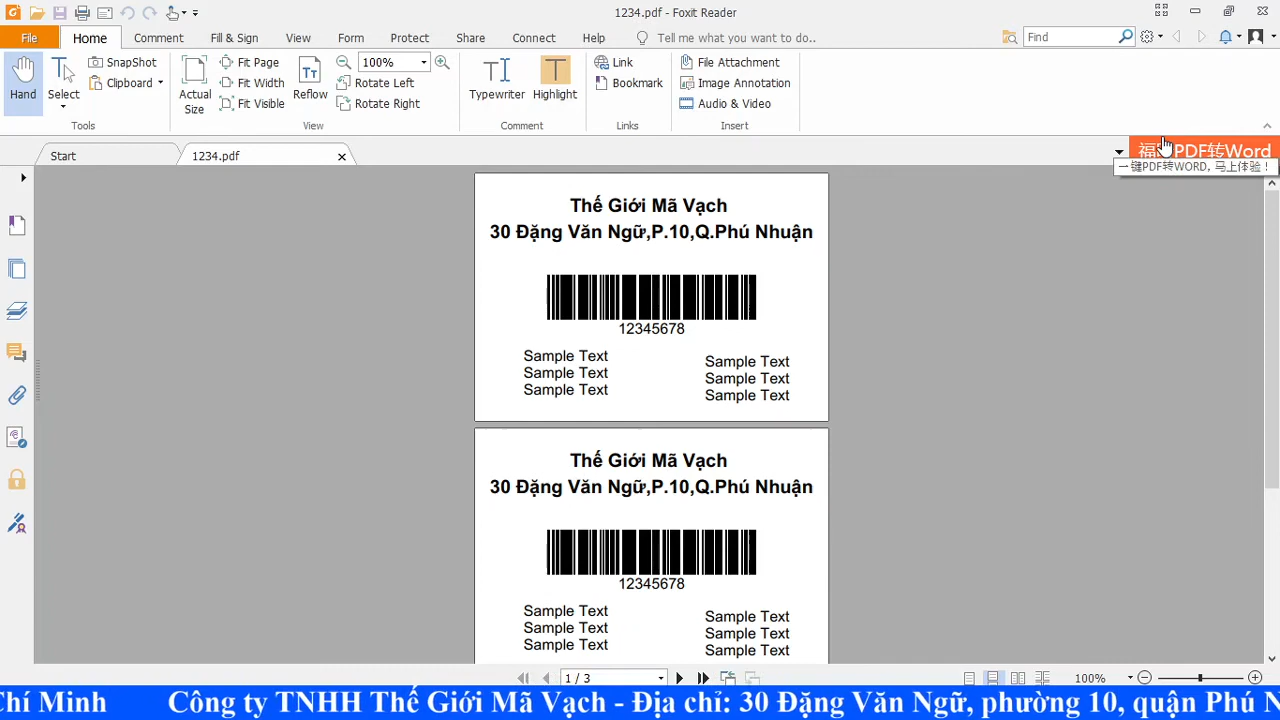 1234.pdf - Foxit Reader
File Home Comment Fill & Sign View Form Protect Share Connect Help Tell me what you want to do.. Find
Hand
Select
SnapShot
Clipboard
Tools
Actual Size
Fit Page
Fit Width
Fit Visible
Reflow
100%
Rotate Left
Rotate Right
View
Typewriter
Highlight
Comment
Link
Bookmark
Links
File Attachment
Image Annotation
Audio & Video
Insert
Start
1234.pdf
PDF转Word
一键PDF转WORD, 马上体验！
Thế Giới Mã Vạch
30 Đặng Văn Ngữ,P.10,Q.Phú Nhuận
12345678
Sample Text
Sample Text
Sample Text
Sample Text
Sample Text
Sample Text
Thế Giới Mã Vạch
30 Đặng Văn Ngữ,P.10,Q.Phú Nhuận
12345678
Sample Text
Sample Text
Sample Text
Sample Text
Sample Text
Sample Text
1 / 3
100%
Chí Minh Công ty TNHH Thế Giới Mã Vạch - Địa chỉ: 30 Đặng Văn Ngữ, phường 10, quận Phú N